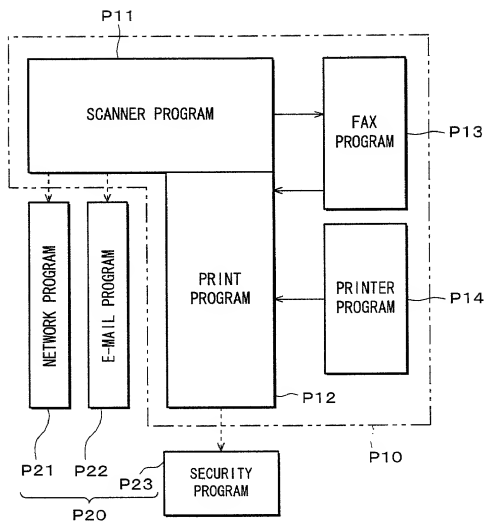 P11
SCANNER PROGRAM
FAX
PROGRAM
P13
NETWORK PROGRAM
E-MAIL PROGRAM
PRINT
PROGRAM
PRINTER
PROGRAM
P14
P12
P10
P21
P22
P23
SECURITY
PROGRAM
P20